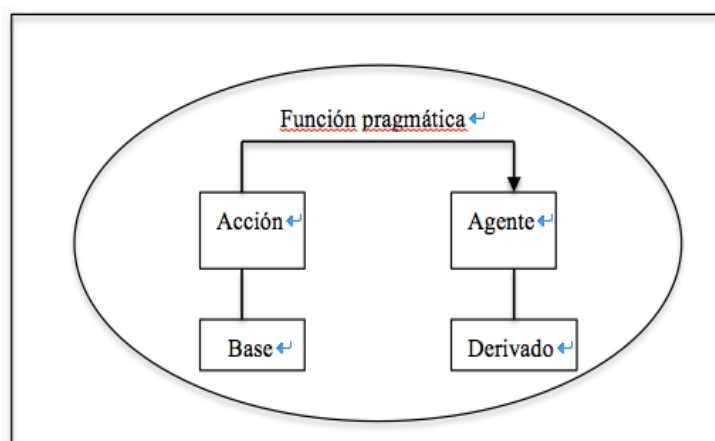 Función pragmática
Acción
Agente
Base
Derivado